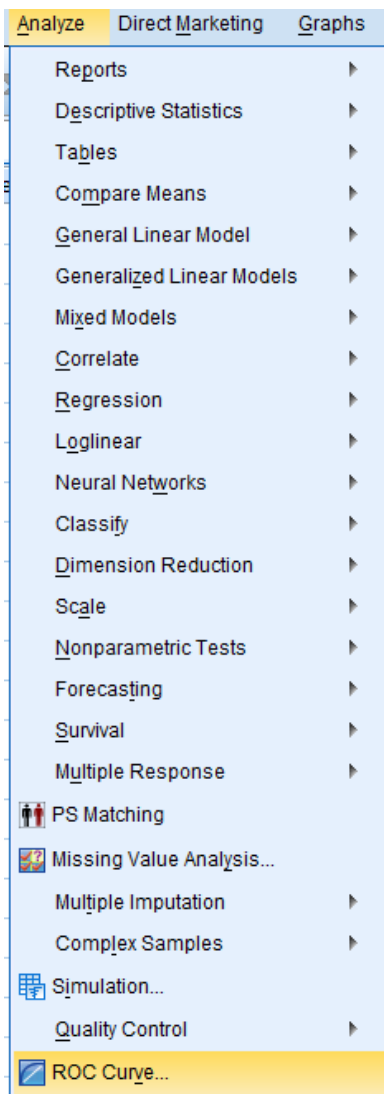 Analyze Direct Marketing Graphs
Reports
Descriptive Statistics
Tables
Compare Means
General Linear Model
Generalized Linear Models
Mixed Models
Correlate
Regression
Loglinear
Neural Networks
Classify
Dimension Reduction
Scale
Nonparametric Tests
Forecasting
Survival
Multiple Response
PS Matching
Missing Value Analysis...
Multiple Imputation
Complex Samples
Simulation...
Quality Control
ROC Curve...